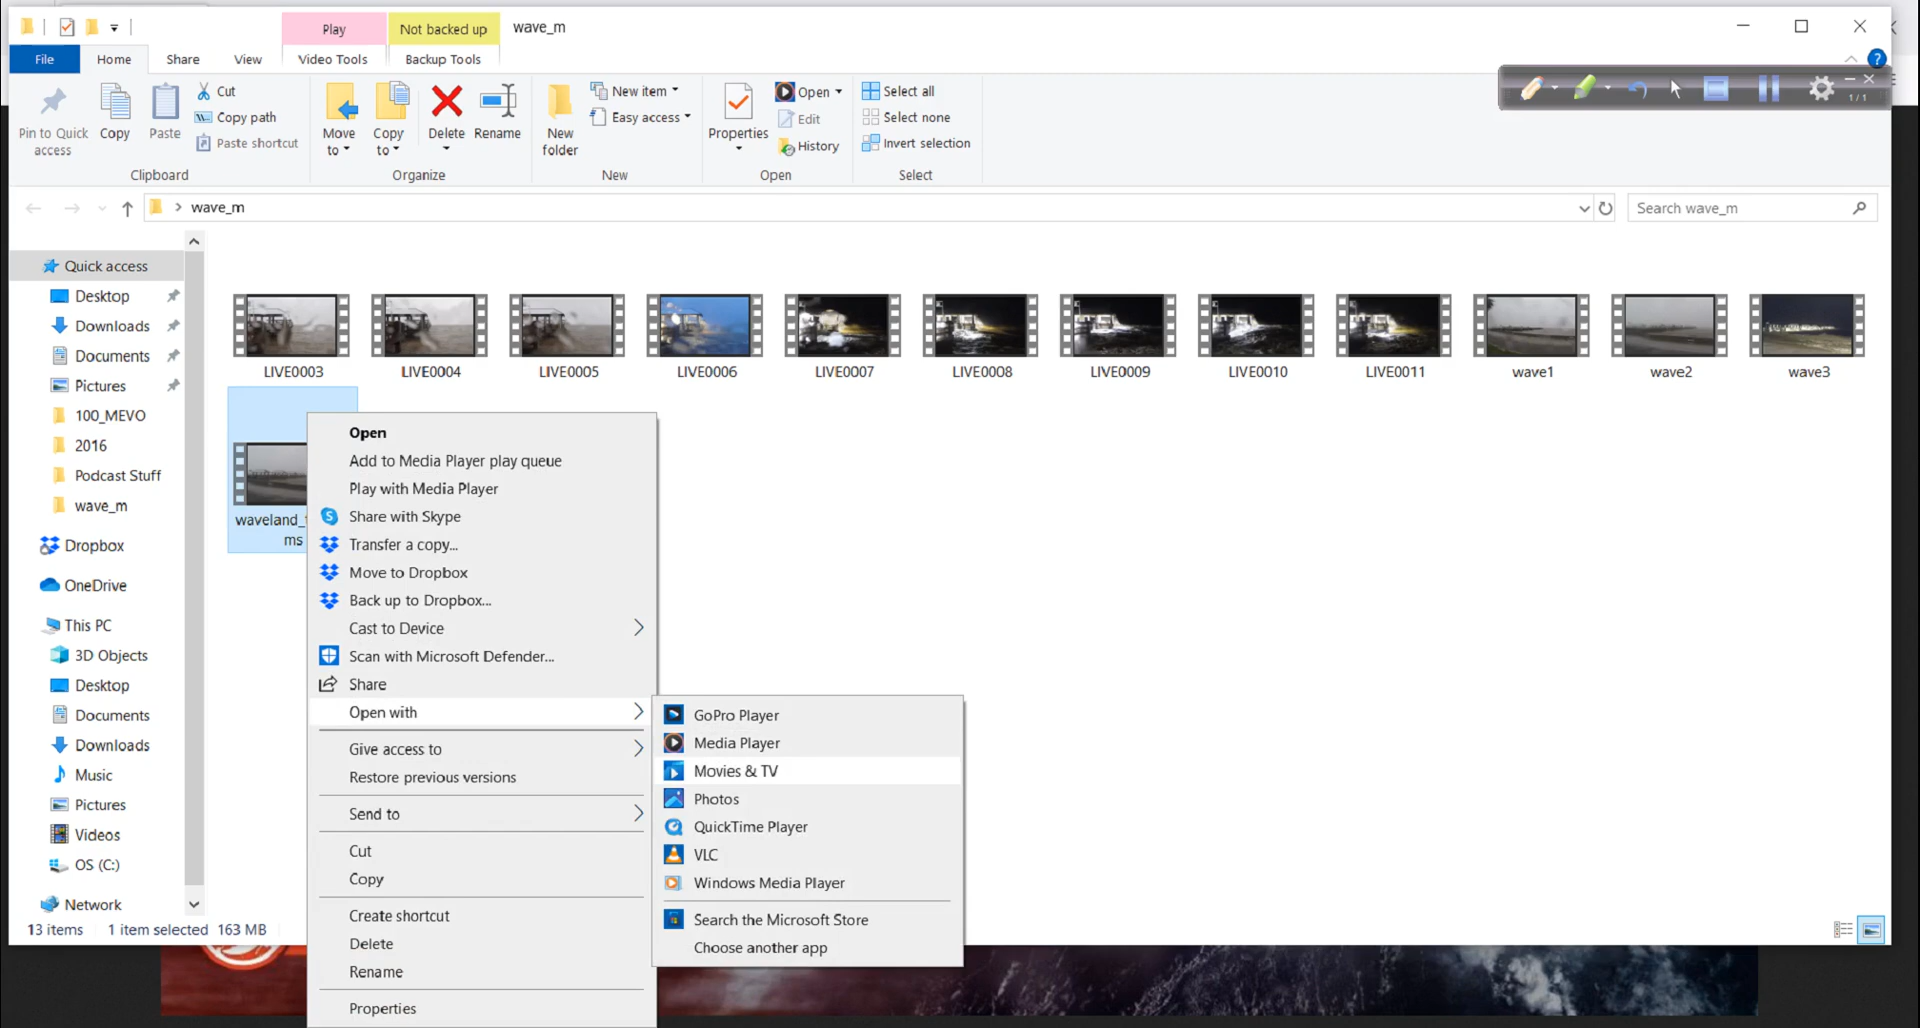 Play
Not backed up
wave_m
File
Home
Share
View
Video Tools
Backup Tools
Pin to Quick
access
Copy
Paste
Cut
Copy path
Paste shortcut
Clipboard
Move
to
Copy
to
Delete
Rename
Organize
New
folder
New item
Easy access
New
Properties
Open
Edit
History
Open
Select all
Select none
Invert selection
Select
1/1
wave_m
Search wave_m
Quick access
Desktop
Downloads
Documents
Pictures
100_MEVO
2016
Podcast Stuff
wave_m
Dropbox
OneDrive
This PC
3D Objects
Desktop
Documents
Downloads
Music
Pictures
Videos
OS (C:)
Network
LIVE0003
LIVE0004
LIVE0005
LIVE0006
LIVE0007
LIVE0008
LIVE0009
LIVE0010
LIVE0011
wave1
wave2
wave3
ms
Open
Add to Media Player play queue
Play with Media Player
Share with Skype
Transfer a copy...
Move to Dropbox
Back up to Dropbox...
Cast to Device
Scan with Microsoft Defender...
Share
Open with
Give access to
Restore previous versions
Send to
Cut
Copy
Create shortcut
Delete
Rename
Properties
GoPro Player
Media Player
Movies & TV
Photos
QuickTime Player
VLC
Windows Media Player
Search the Microsoft Store
Choose another app
13 items
1 item selected 163 MB